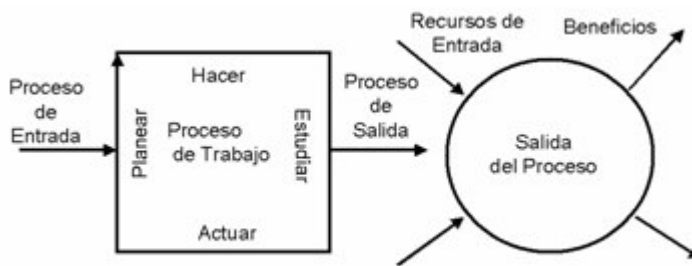 Proceso
de
Entrada
Hacer
Planear
Proceso
de Trabajo
Estudiar
Actuar
Proceso
de
Salida
Recursos de
Entrada
Beneficios
Salida
del Proceso